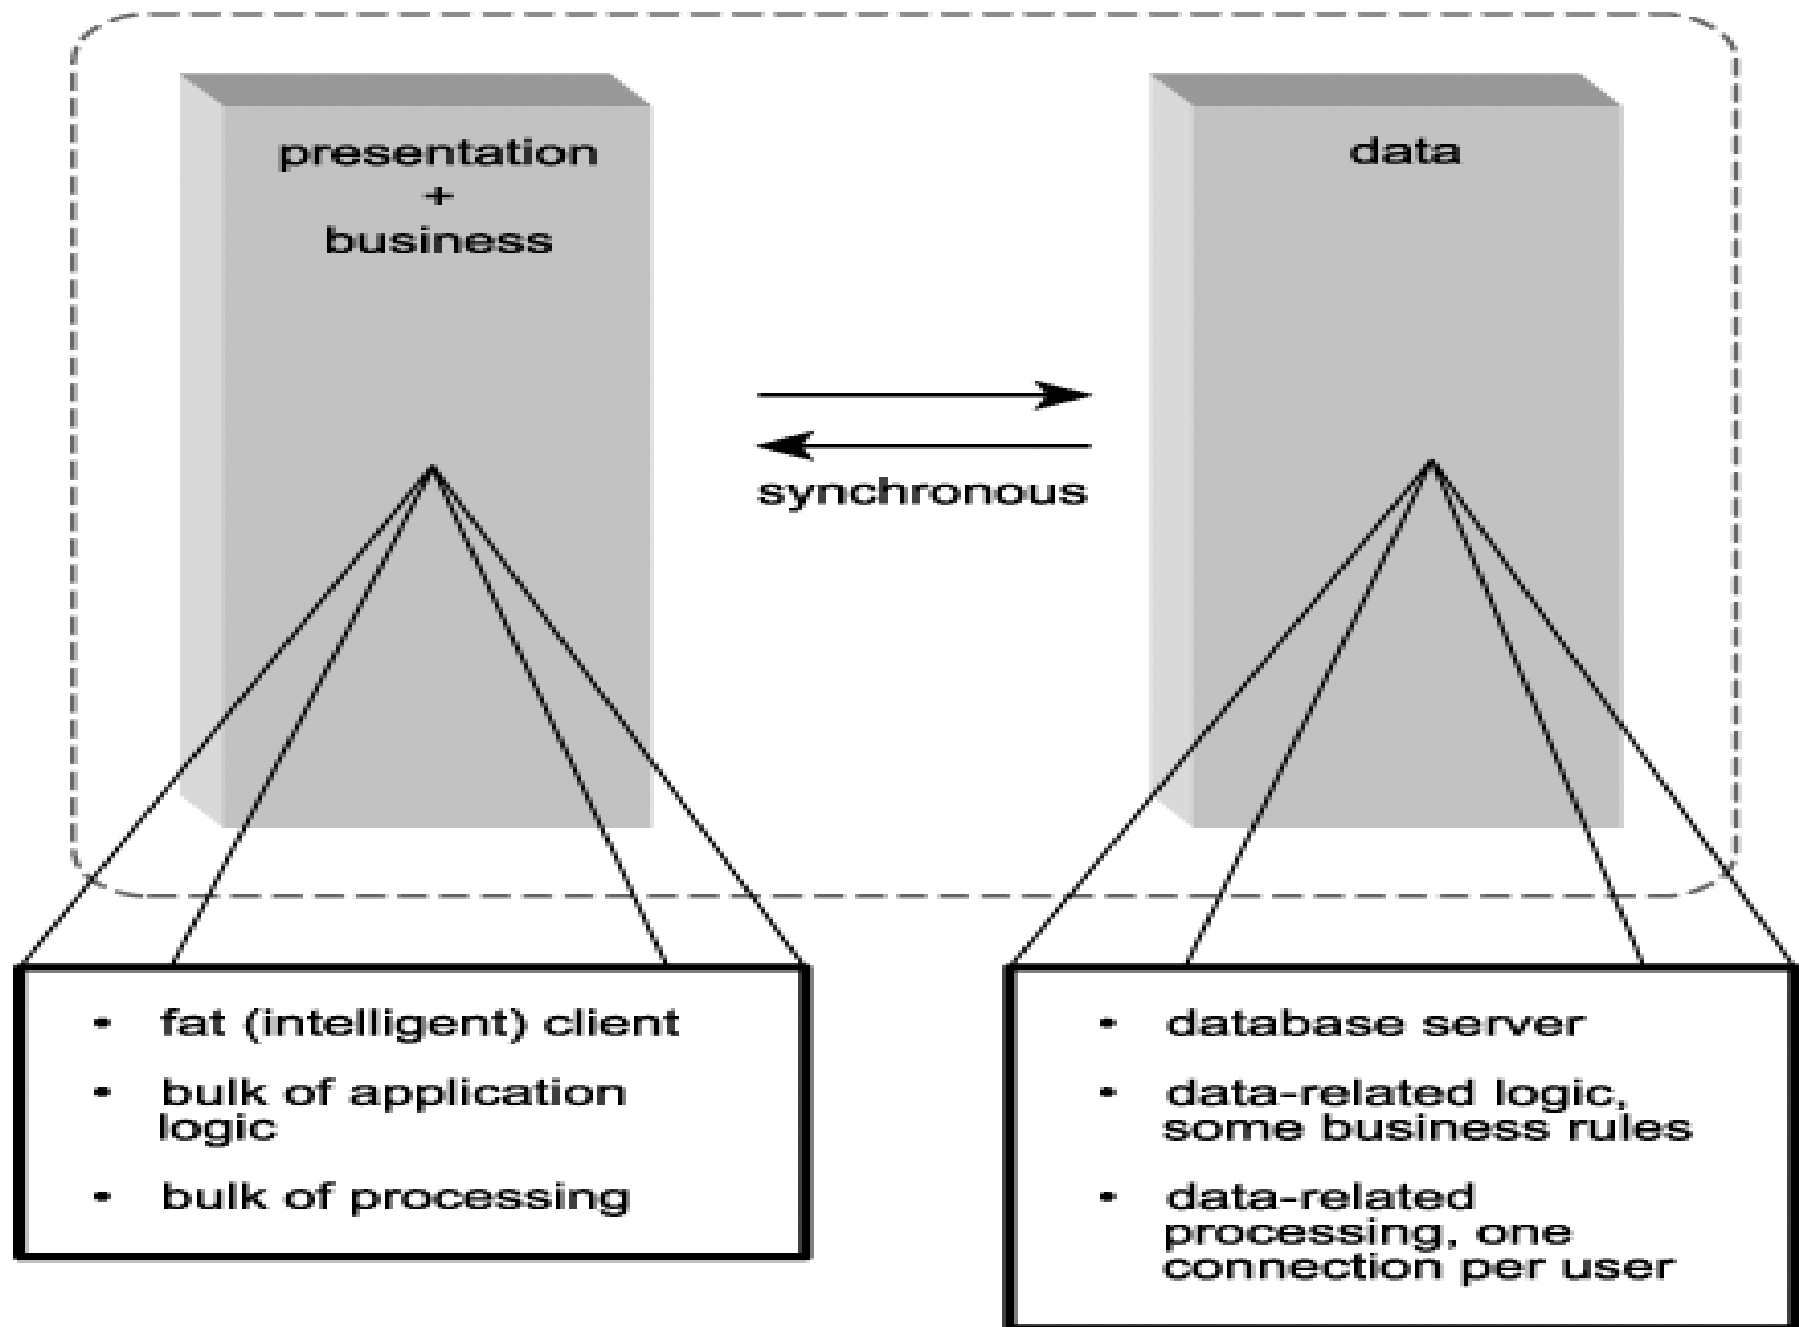 presentation
+
business
data
synchronous
• fat (intelligent) client
• bulk of application
logic
• bulk of processing
• database server
• data-related logic,
some business rules
• data-related
processing, one
connection per user